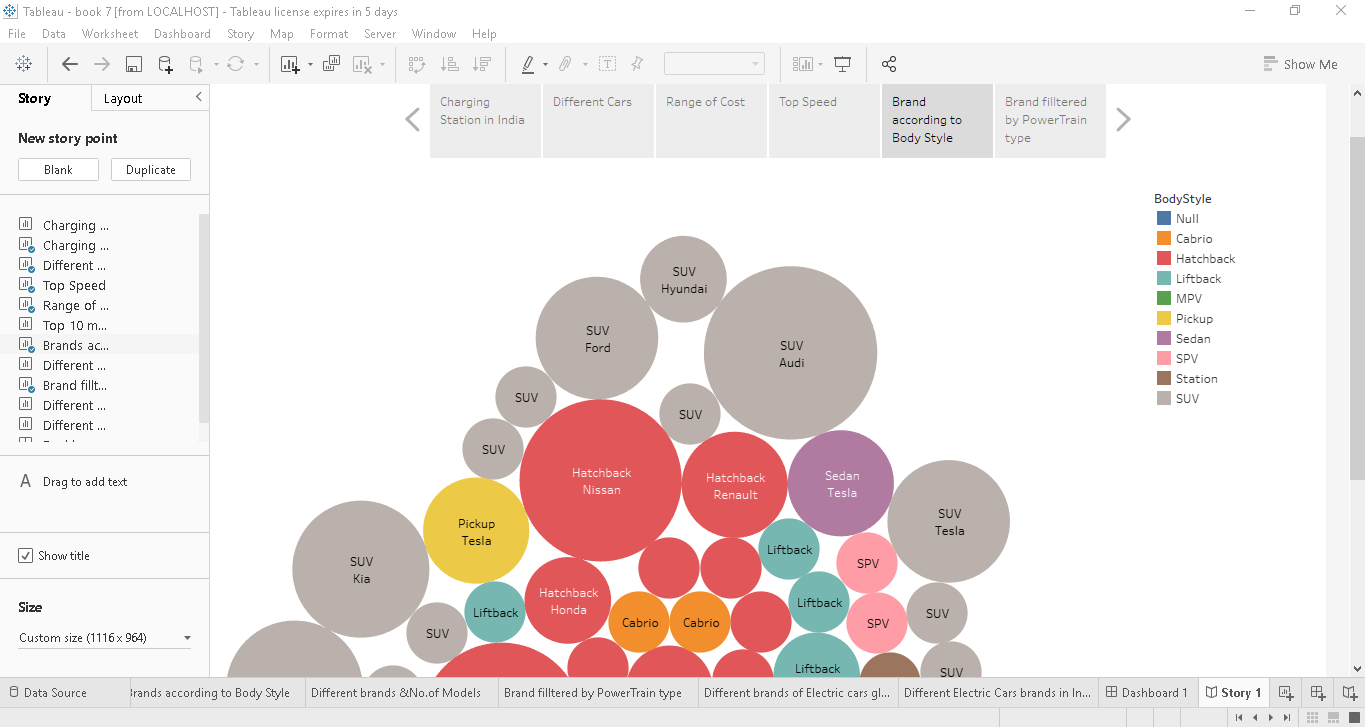 Tableau - book 7 [from LOCALHOST] - Tableau license expires in 5 days
File Data Worksheet Dashboard Story Map Format Server Window Help
Show Me
Story Layout
New story point
Blank Duplicate
Charging ...
Charging ...
Different ...
Top Speed
Range of ...
Top 10 m...
Brands ac...
Different ...
Brand fillt...
Different ...
Different ...
A Drag to add text
Show title
Size
Custom size (1116 x 964)
Charging
Station in India
Different Cars
Range of Cost
Top Speed
Brand
according to
Body Style
Brand filltered
by PowerTrain
type
SUV
Hyundai
SUV
Ford
SUV
Audi
SUV
SUV
SUV
Hatchback
Nissan
Hatchback
Renault
Sedan
Tesla
Pickup
Tesla
SUV
Tesla
SUV
Kia
Liftback
SPV
Hatchback
Honda
Liftback
Liftback
SUV
Cabrio
Cabrio
SPV
SUV
Liftback
SUV
BodyStyle
Null
Cabrio
Hatchback
Liftback
MPV
Pickup
Sedan
SPV
Station
SUV
Data Source Brands according to Body Style Different brands &No.of Models Brand filltered by PowerTrain type Different brands of Electric cars gl... Different Electric Cars brands in In... Dashboard 1 Story 1